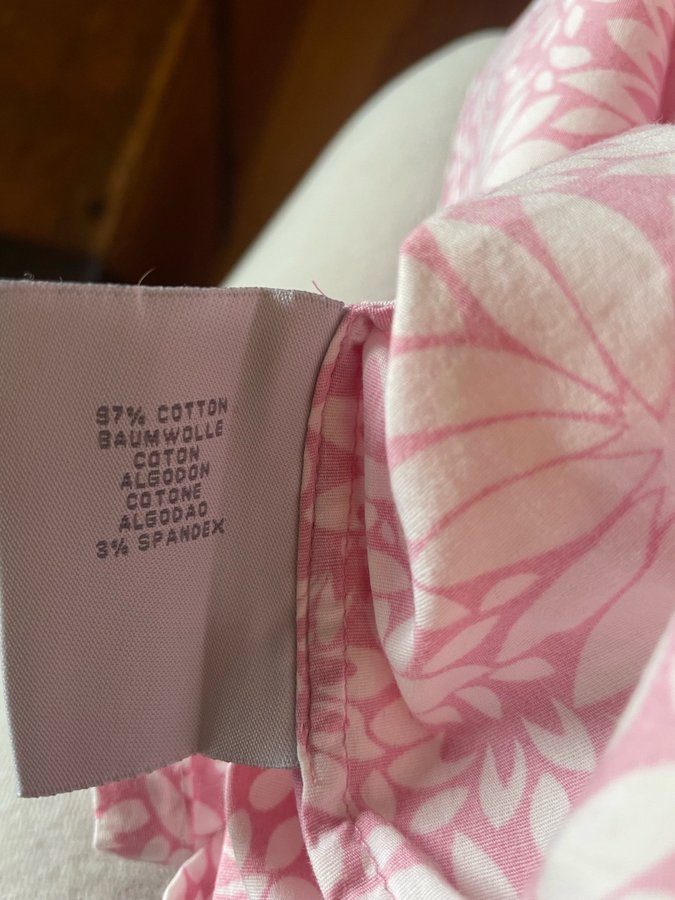 97% COTTON
BAUMWOLLE
COTON
ALGODON
COTONE
ALGODAO
3% SPANDEX